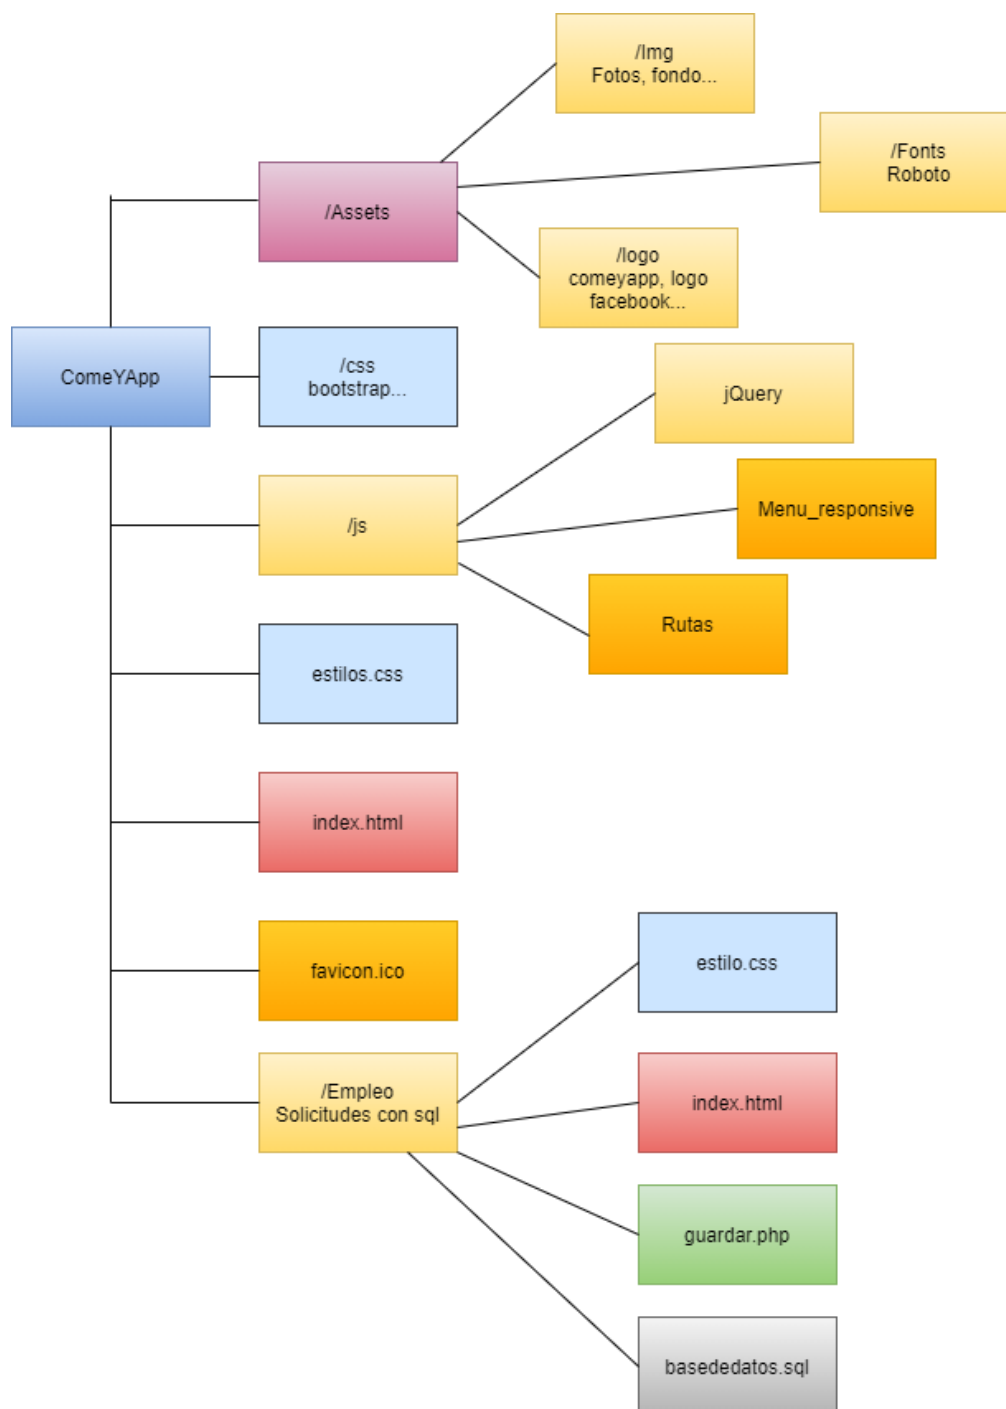 /Img
Fotos, fondo...
/Fonts
Roboto
/Assets
/logo
comeyapp, logo
facebook...
ComeYApp
/css
bootstrap...
jQuery
/js
Menu_responsive
Rutas
estilos.css
index.html
favicon.ico
estilo.css
/Empleo
Solicitudes con sql
index.html
guardar.php
basededatos.sql